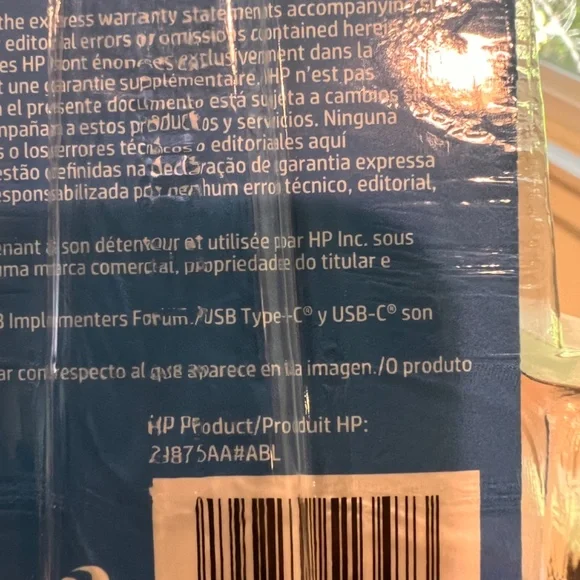 the express warranty statements accompanying
editorial errors or omissions contained herein
es HP sont énoncés exclusivement dans la
t une garantie supplémentaire. HP n'est pas
el presente documento está sujeta a cambios
mpañan a estos productos y servicios. Ninguna
s o los errores técnicos o editoriales aquí
estão definidas na declaração de garantia expressa
esponsabilizada por nenhum erro técnico, editorial,
enant à son détenteur et utilisée par HP Inc. sous
uma marca comercial, propriedade do titular e
B Implementers Forum./USB Type-C® y USB-C® son
ar con respecto al que aparece en la imagen./O produto
HP Product/Produit HP:
875AA#ABL